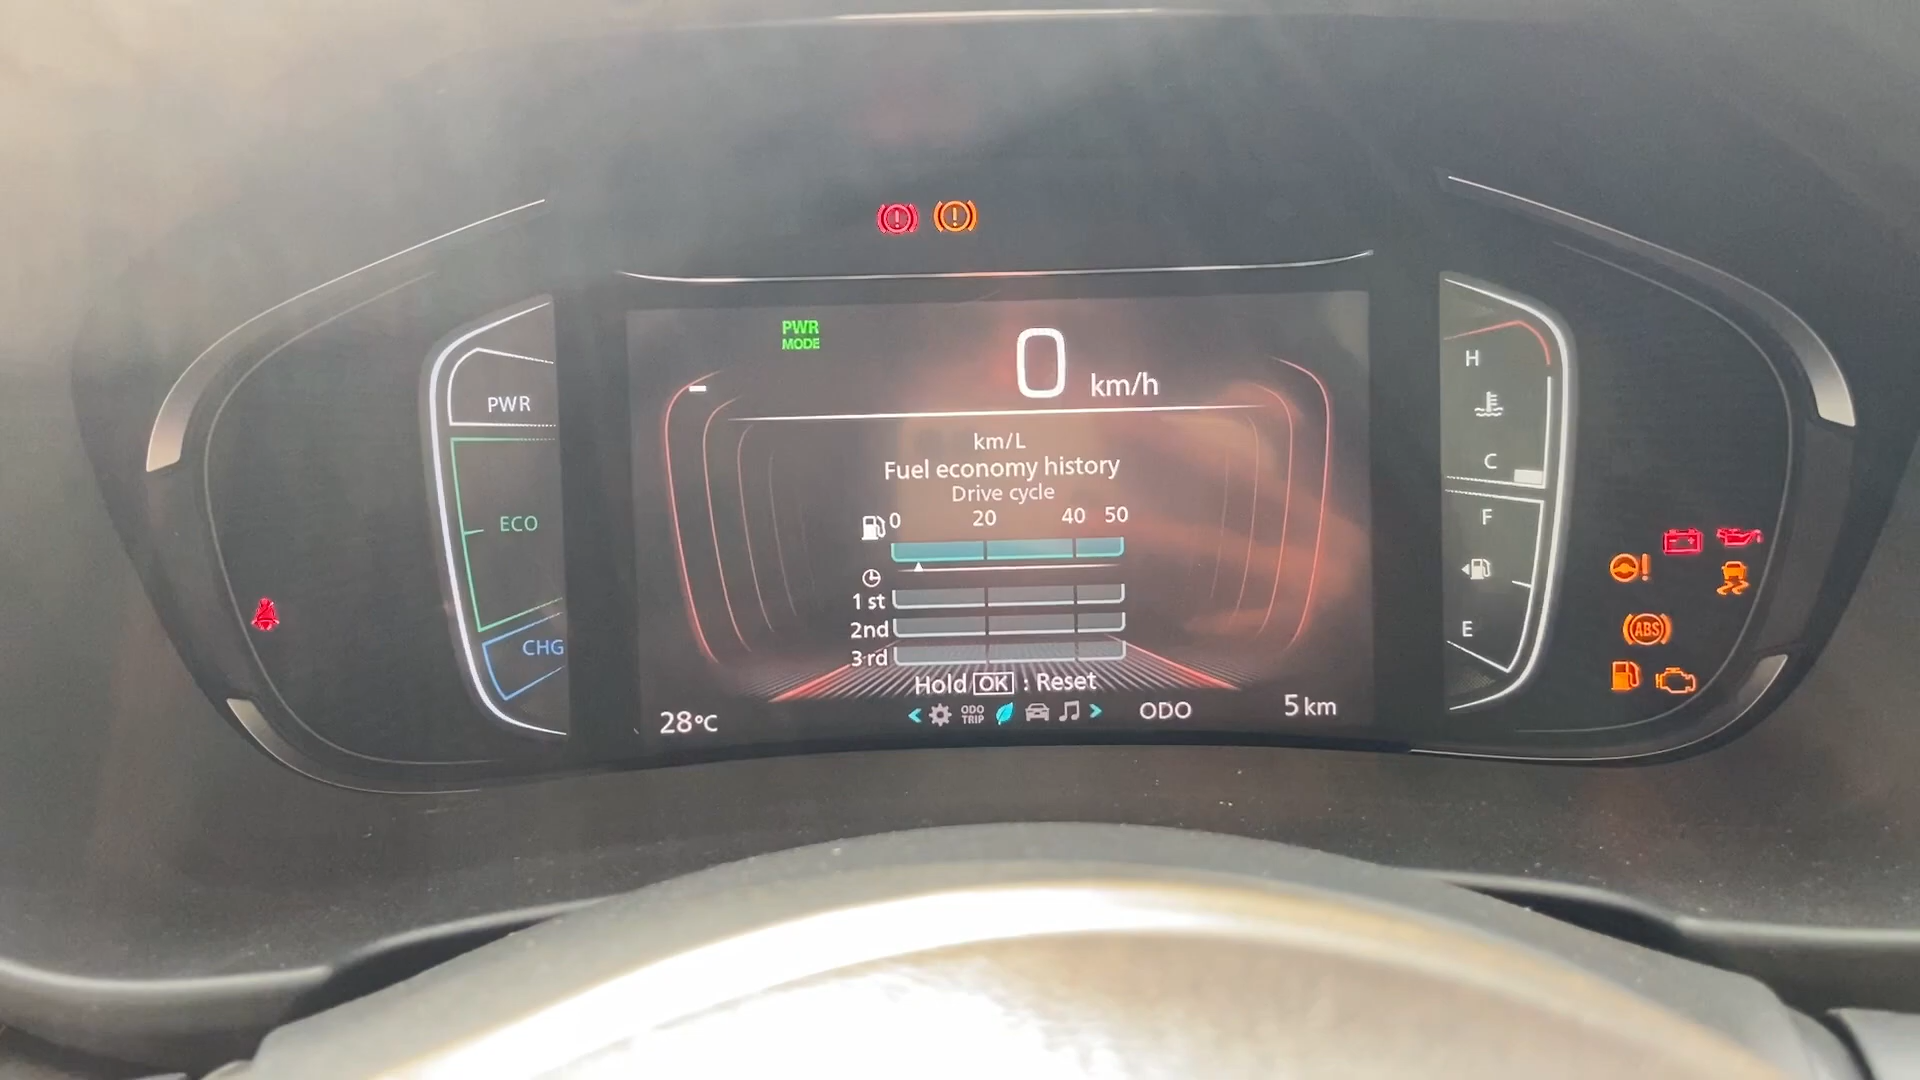 PWR
MODE
0 km/h
PWR
ECO
CHG
km/L
Fuel economy history
Drive cycle
0 20 40 50
1 st
2nd
3 rd
Hold OK : Reset
ODO
TRIP
28°C
ODO 5 km
H
C
F
E
ABS